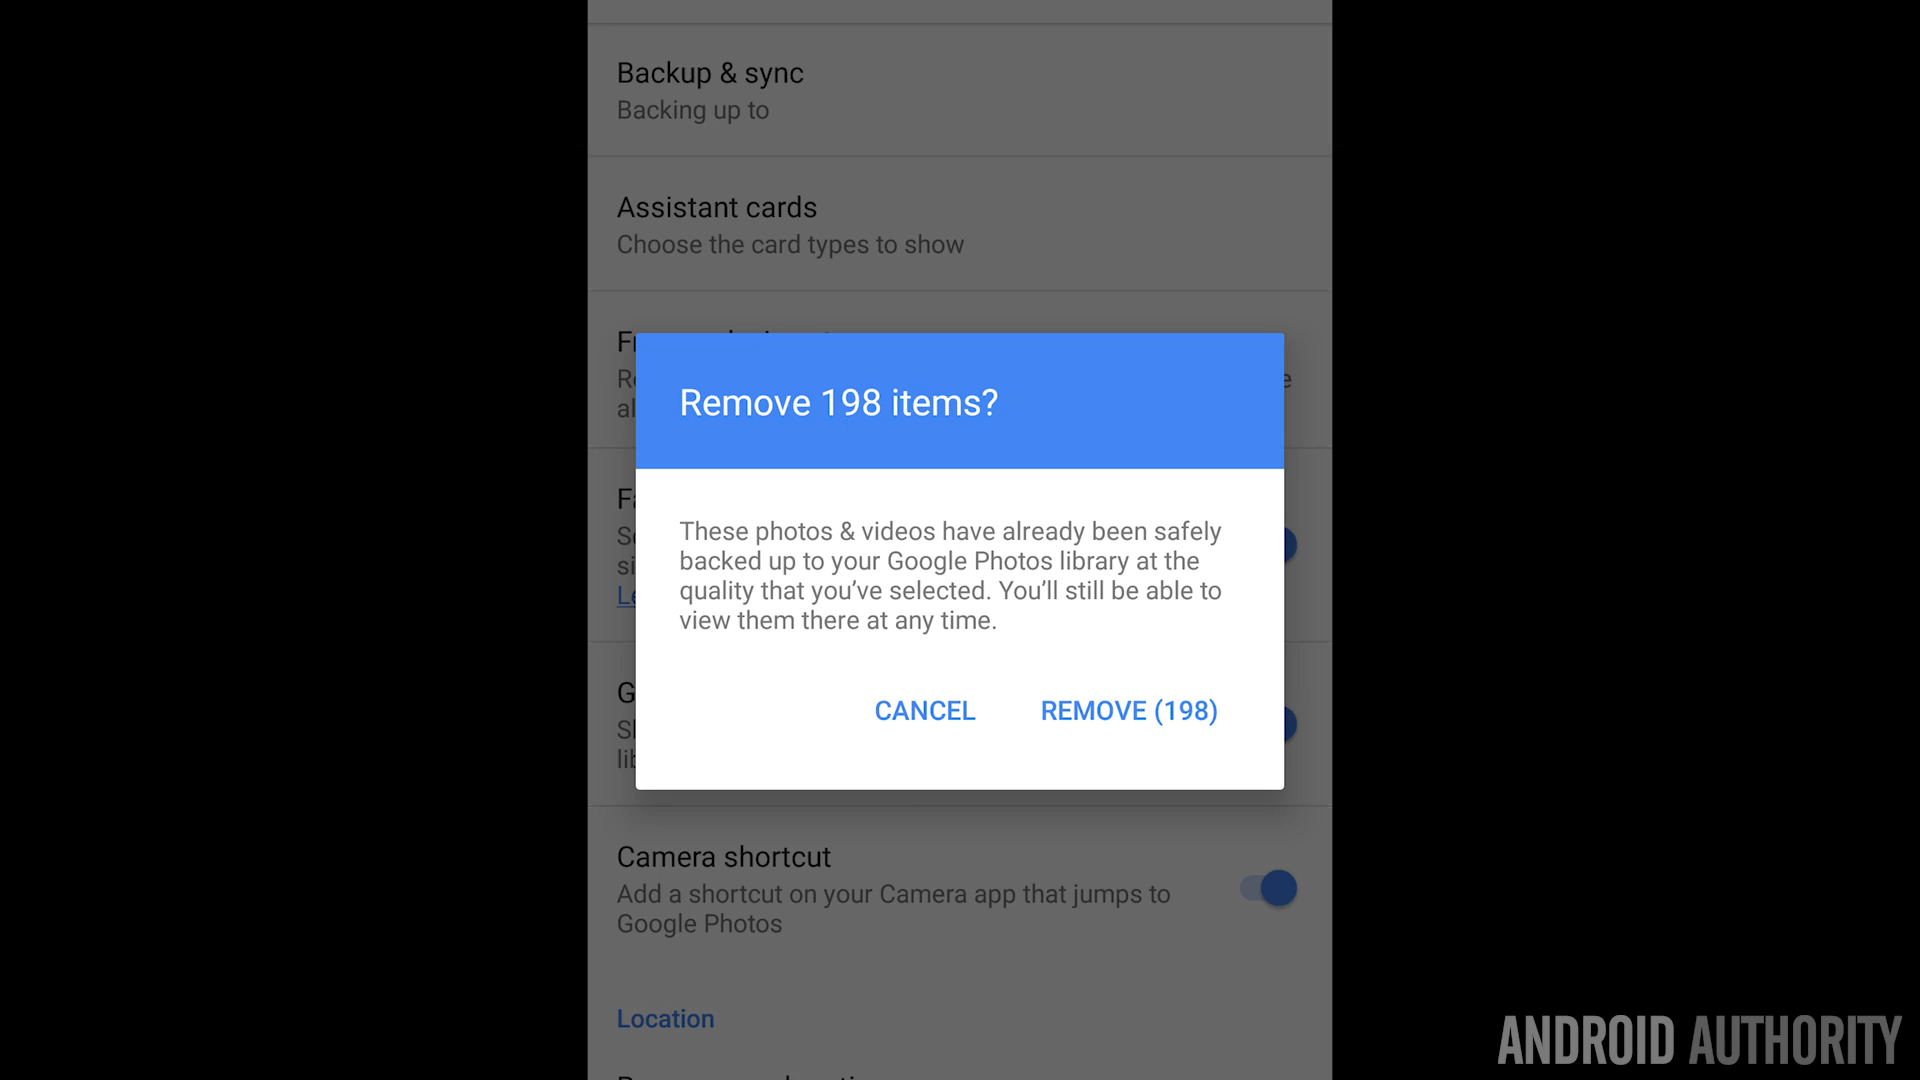 Backup & sync
Backing up to
Assistant cards
Choose the card types to show
Remove 198 items?
These photos & videos have already been safely
backed up to your Google Photos library at the
quality that you’ve selected. You’ll still be able to
view them there at any time.
CANCEL REMOVE (198)
Camera shortcut
Add a shortcut on your Camera app that jumps to
Google Photos
Location
ANDROID AUTHORITY